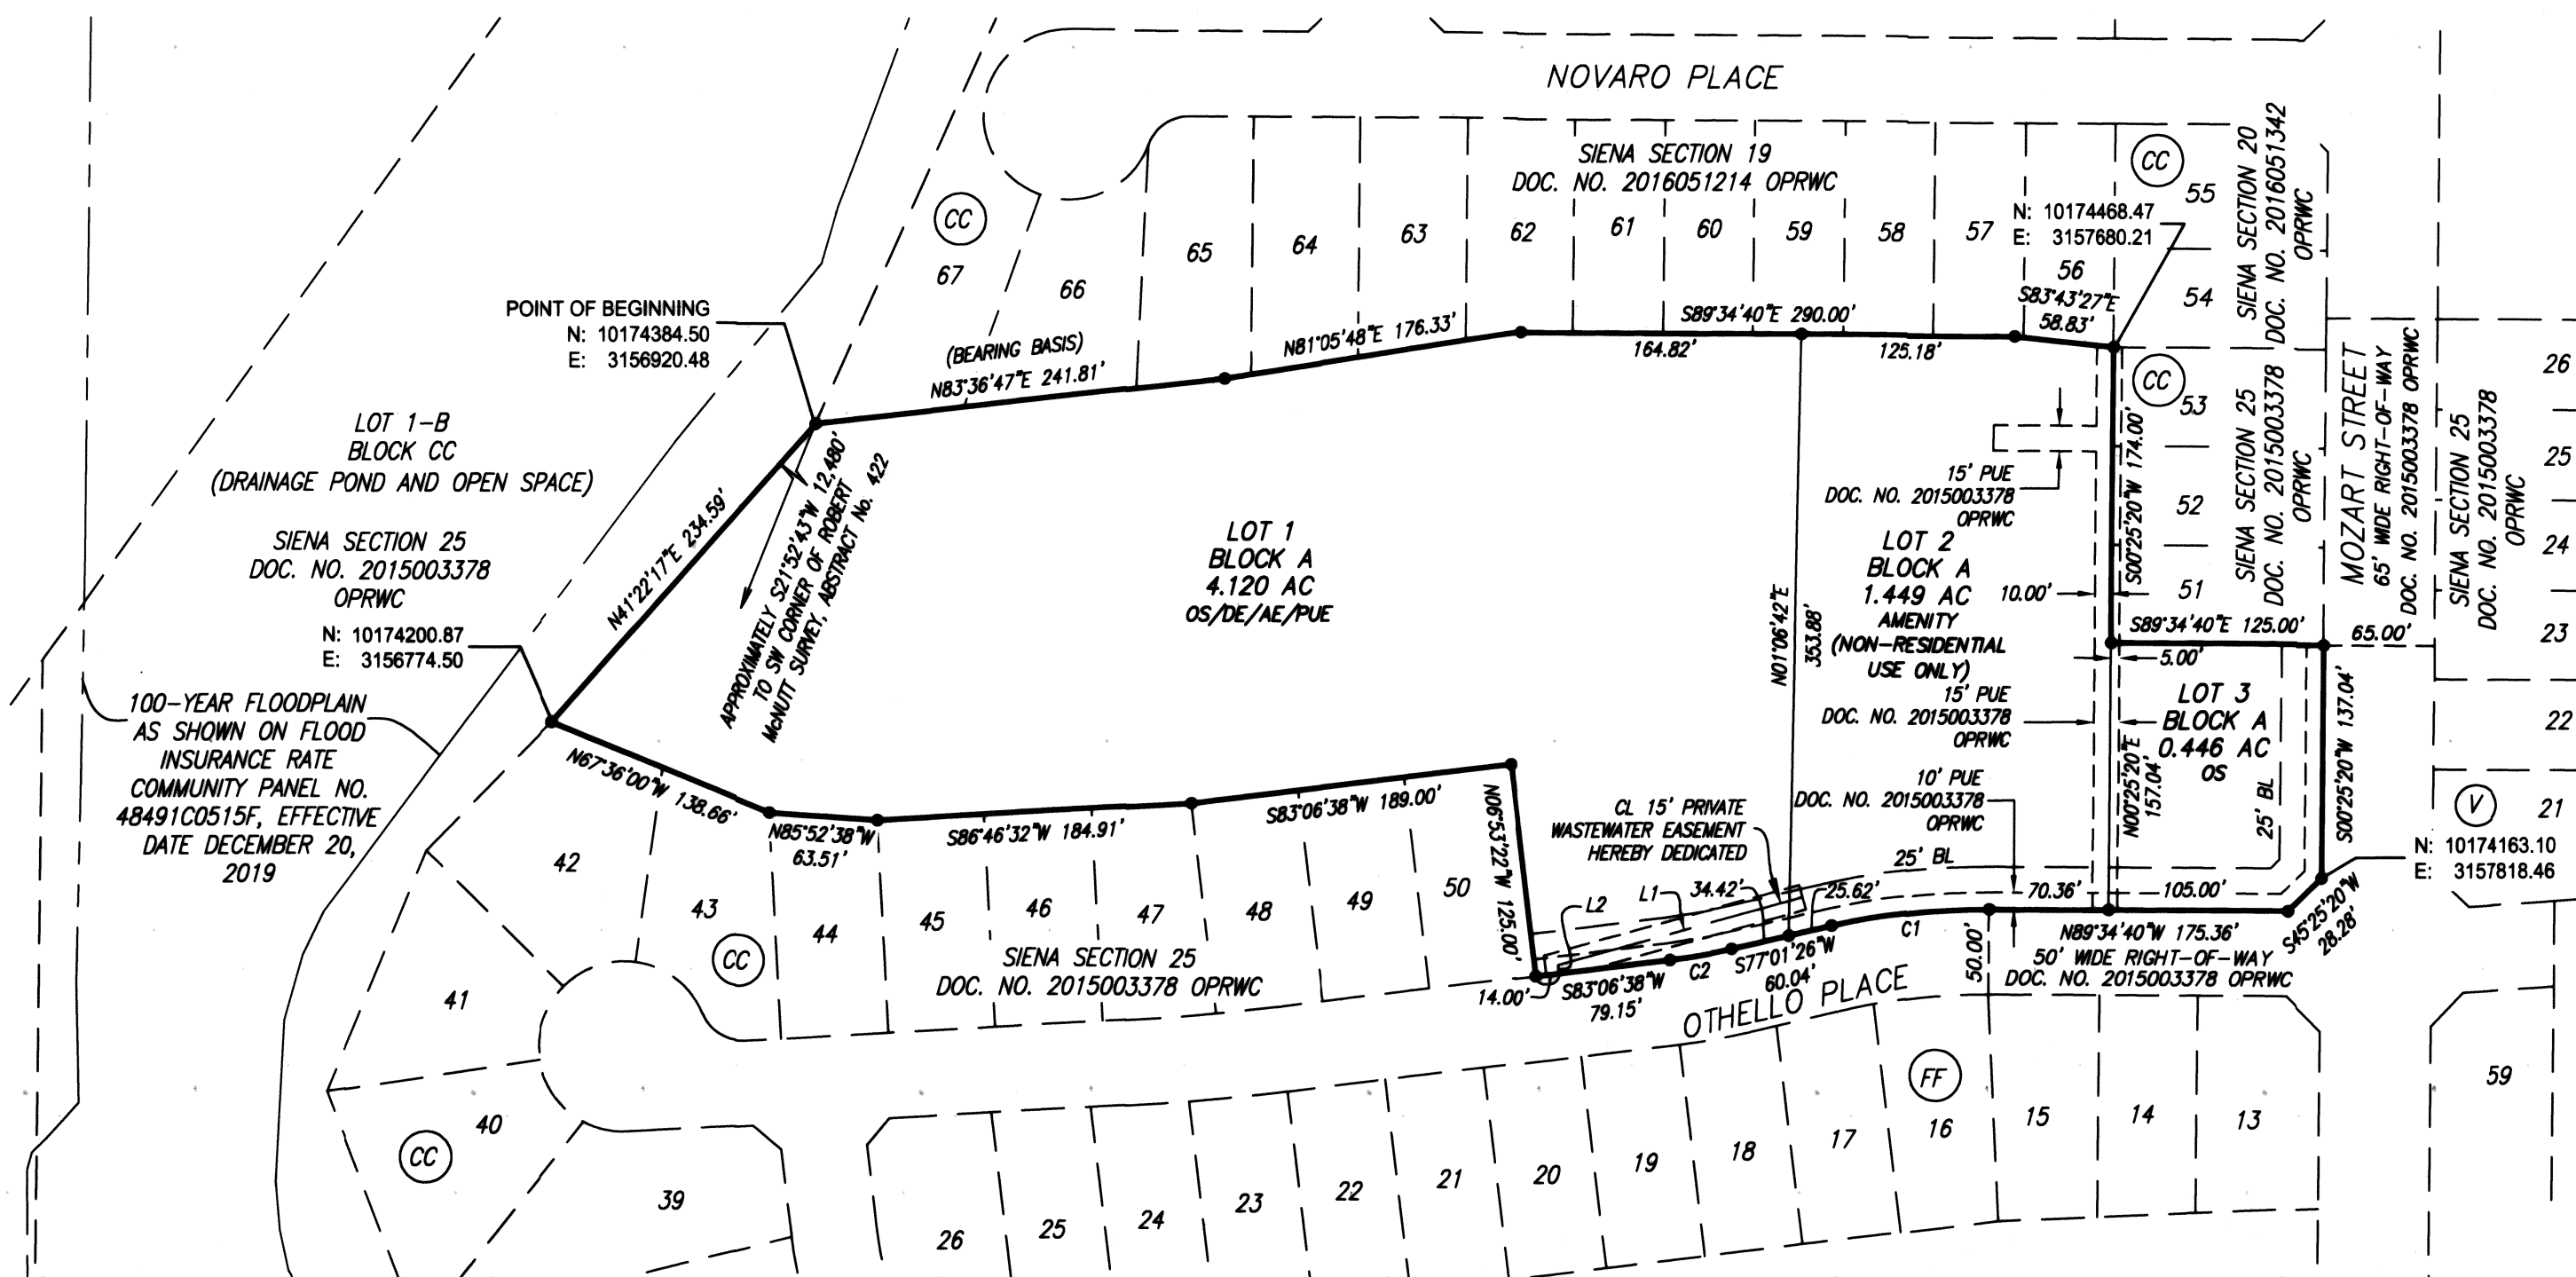 NOVARO PLACE
SIENA SECTION 19
DOC. NO. 2016051214 OPRWC
CC
67
66
65
64
63
62
61
60
59
58
57
56
CC
55
54
SIENA SECTION 20
DOC. NO. 2016051342
OPRWC
N: 10174468.47
E: 3157680.21
S83°43'27"E
58.83'
S89°34'40"E 290.00'
164.82'
125.18'
N81°05'48"E 176.33'
(BEARING BASIS)
N83°36'47"E 241.81'
POINT OF BEGINNING
N: 10174384.50
E: 3156920.48
LOT 1-B
BLOCK CC
(DRAINAGE POND AND OPEN SPACE)
SIENA SECTION 25
DOC. NO. 2015003378
OPRWC
N: 10174200.87
E: 3156774.50
100-YEAR FLOODPLAIN
AS SHOWN ON FLOOD
INSURANCE RATE
COMMUNITY PANEL NO.
48491C0515F, EFFECTIVE
DATE DECEMBER 20,
2019
N41°22'17"E 234.59'
APPROXIMATELY S21°52'43"W 12,480'
TO SW CORNER OF ROBERT
McNUTT SURVEY, ABSTRACT No. 422
LOT 1
BLOCK A
4.120 AC
OS/DE/AE/PUE
N01°06'42"E
353.88'
15' PUE
DOC. NO. 2015003378
OPRWC
LOT 2
BLOCK A
1.449 AC
AMENITY
(NON-RESIDENTIAL
USE ONLY)
10.00'
15' PUE
DOC. NO. 2015003378
OPRWC
10' PUE
DOC. NO. 2015003378
OPRWC
S00°25'20"W 174.00'
CC
53
52
51
SIENA SECTION 25
DOC. NO. 2015003378
OPRWC
MOZART STREET
65' WIDE RIGHT-OF-WAY
DOC. NO. 2015003378 OPRWC
SIENA SECTION 25
DOC. NO. 2015003378
OPRWC
26
25
24
23
22
21
V
S89°34'40"E 125.00'
65.00'
5.00'
LOT 3
BLOCK A
0.446 AC
OS
25' BL
N00°25'20"E
157.04'
S00°25'20"W 137.04'
N: 10174163.10
E: 3157818.46
S45°25'20"W
28.28'
N67°36'00"W 138.66'
N85°52'38"W
63.51'
S86°46'32"W 184.91'
S83°06'38"W 189.00'
N06°53'22"W 125.00'
CL 15' PRIVATE
WASTEWATER EASEMENT
HEREBY DEDICATED
25' BL
L2
L1
34.42'
25.62'
70.36'
105.00'
C1
C2
N89°34'40"W 175.36'
50' WIDE RIGHT-OF-WAY
DOC. NO. 2015003378 OPRWC
50.00'
14.00'
S83°06'38"W
79.15'
S77°01'26"W
60.04'
OTHELLO PLACE
42
43
44
45
46
47
48
49
50
CC
SIENA SECTION 25
DOC. NO. 2015003378 OPRWC
41
40
CC
39
26
25
24
23
22
21
20
19
18
17
FF
16
15
14
13
59